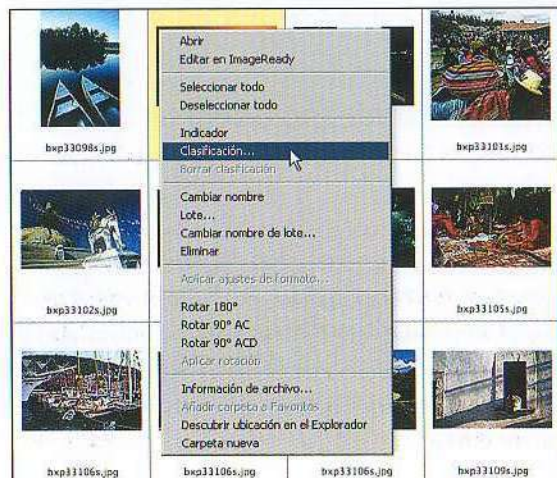 Abrir
Editar en ImageReady
Seleccionar todo
Deseleccionar todo
Indicador
Clasificación...
Borrar clasificación
Cambiar nombre
Lote...
Cambiar nombre de lote...
Eliminar
Aplicar ajustes de formato...
Rotar 180°
Rotar 90° AC
Rotar 90° ACD
Aplicar rotación
Información de archivo...
Añadir carpeta a Favoritos
Descubrir ubicación en el Explorador
Carpeta nueva
bxp33098s.jpg
bxp33101s.jpg
bxp33102s.jpg
bxp33105s.jpg
bxp33106s.jpg
bxp33106s.jpg
bxp33106s.jpg
bxp33109s.jpg